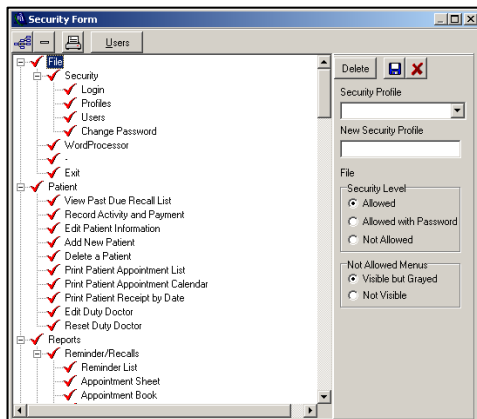 Security Form
Users
File
Security
Login
Profiles
Users
Change Password
WordProcessor
-
Exit
Patient
View Past Due Recall List
Record Activity and Payment
Edit Patient Information
Add New Patient
Delete a Patient
Print Patient Appointment List
Print Patient Appointment Calendar
Print Patient Receipt by Date
Edit Duty Doctor
Reset Duty Doctor
Reports
Reminder/Recalls
Reminder List
Appointment Sheet
Appointment Book
Delete
Security Profile
New Security Profile
File
Security Level
Allowed
Allowed with Password
Not Allowed
Not Allowed Menus
Visible but Grayed
Not Visible